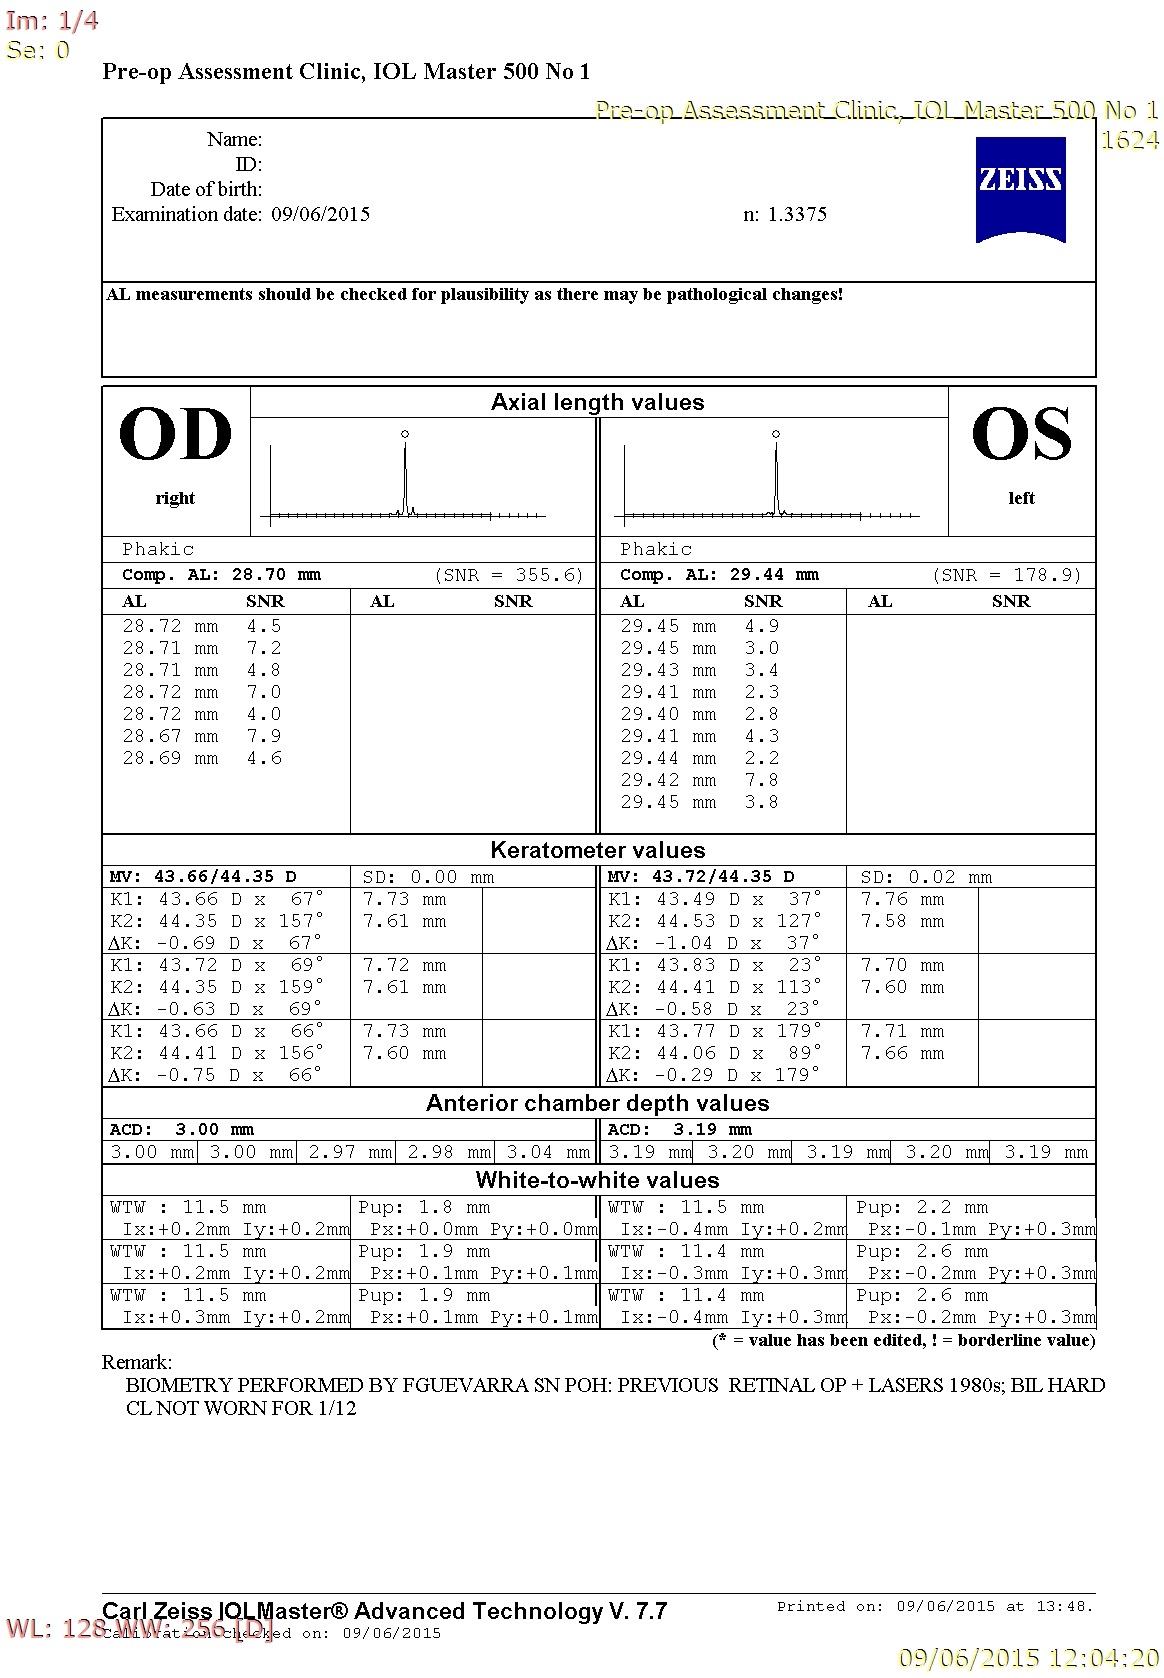 Im: 1/4
Se: 0
Pre-op Assessment Clinic, IOL Master 500 No 1
Pre-op Assessment Clinic, IOL Master 500 No 1
1624
Name:
ID:
Date of birth:
Examination date: 09/06/2015 n: 1.3375
ZEISS
AL measurements should be checked for plausibility as there may be pathological changes!
OD right
Axial length values
OS left
Phakic Phakic
Comp. AL: 28.70 mm (SNR = 355.6) Comp. AL: 29.44 mm (SNR = 178.9)
AL SNR AL SNR AL SNR AL SNR
28.72 mm 4.5 29.45 mm 4.9
28.71 mm 7.2 29.45 mm 3.0
28.71 mm 4.8 29.43 mm 3.4
28.72 mm 7.0 29.41 mm 2.3
28.72 mm 4.0 29.40 mm 2.8
28.67 mm 7.9 29.41 mm 4.3
28.69 mm 4.6 29.44 mm 2.2
29.42 mm 7.8
29.45 mm 3.8
Keratometer values
MV: 43.66/44.35 D SD: 0.00 mm MV: 43.72/44.35 D SD: 0.02 mm
K1: 43.66 D x 67° 7.73 mm K1: 43.49 D x 37° 7.76 mm
K2: 44.35 D x 157° 7.61 mm K2: 44.53 D x 127° 7.58 mm
ΔK: -0.69 D x 67° ΔK: -1.04 D x 37°
K1: 43.72 D x 69° 7.72 mm K1: 43.83 D x 23° 7.70 mm
K2: 44.35 D x 159° 7.61 mm K2: 44.41 D x 113° 7.60 mm
ΔK: -0.63 D x 69° ΔK: -0.58 D x 23°
K1: 43.66 D x 66° 7.73 mm K1: 43.77 D x 179° 7.71 mm
K2: 44.41 D x 156° 7.60 mm K2: 44.06 D x 89° 7.66 mm
ΔK: -0.75 D x 66° ΔK: -0.29 D x 179°
Anterior chamber depth values
ACD: 3.00 mm ACD: 3.19 mm
3.00 mm 3.00 mm 2.97 mm 2.98 mm 3.04 mm 3.19 mm 3.20 mm 3.19 mm 3.20 mm 3.19 mm
White-to-white values
WTW : 11.5 mm Pup: 1.8 mm WTW : 11.5 mm Pup: 2.2 mm
Ix:+0.2mm Iy:+0.2mm Px:+0.0mm Py:+0.0mm Ix:-0.4mm Iy:+0.2mm Px:-0.1mm Py:+0.3mm
WTW : 11.5 mm Pup: 1.9 mm WTW : 11.4 mm Pup: 2.6 mm
Ix:+0.2mm Iy:+0.2mm Px:+0.1mm Py:+0.1mm Ix:-0.3mm Iy:+0.3mm Px:-0.2mm Py:+0.3mm
WTW : 11.5 mm Pup: 1.9 mm WTW : 11.4 mm Pup: 2.6 mm
Ix:+0.3mm Iy:+0.2mm Px:+0.1mm Py:+0.1mm Ix:-0.4mm Iy:+0.3mm Px:-0.2mm Py:+0.3mm
(* = value has been edited, ! = borderline value)
Remark:
BIOMETRY PERFORMED BY FGUEVARRA SN POH: PREVIOUS RETINAL OP + LASERS 1980s; BIL HARD
CL NOT WORN FOR 1/12
Carl Zeiss IOLMaster® Advanced Technology V. 7.7 Printed on: 09/06/2015 at 13:48.
WL: 128 WW: 256 [D]
Calibration checked on: 09/06/2015
09/06/2015 12:04:20